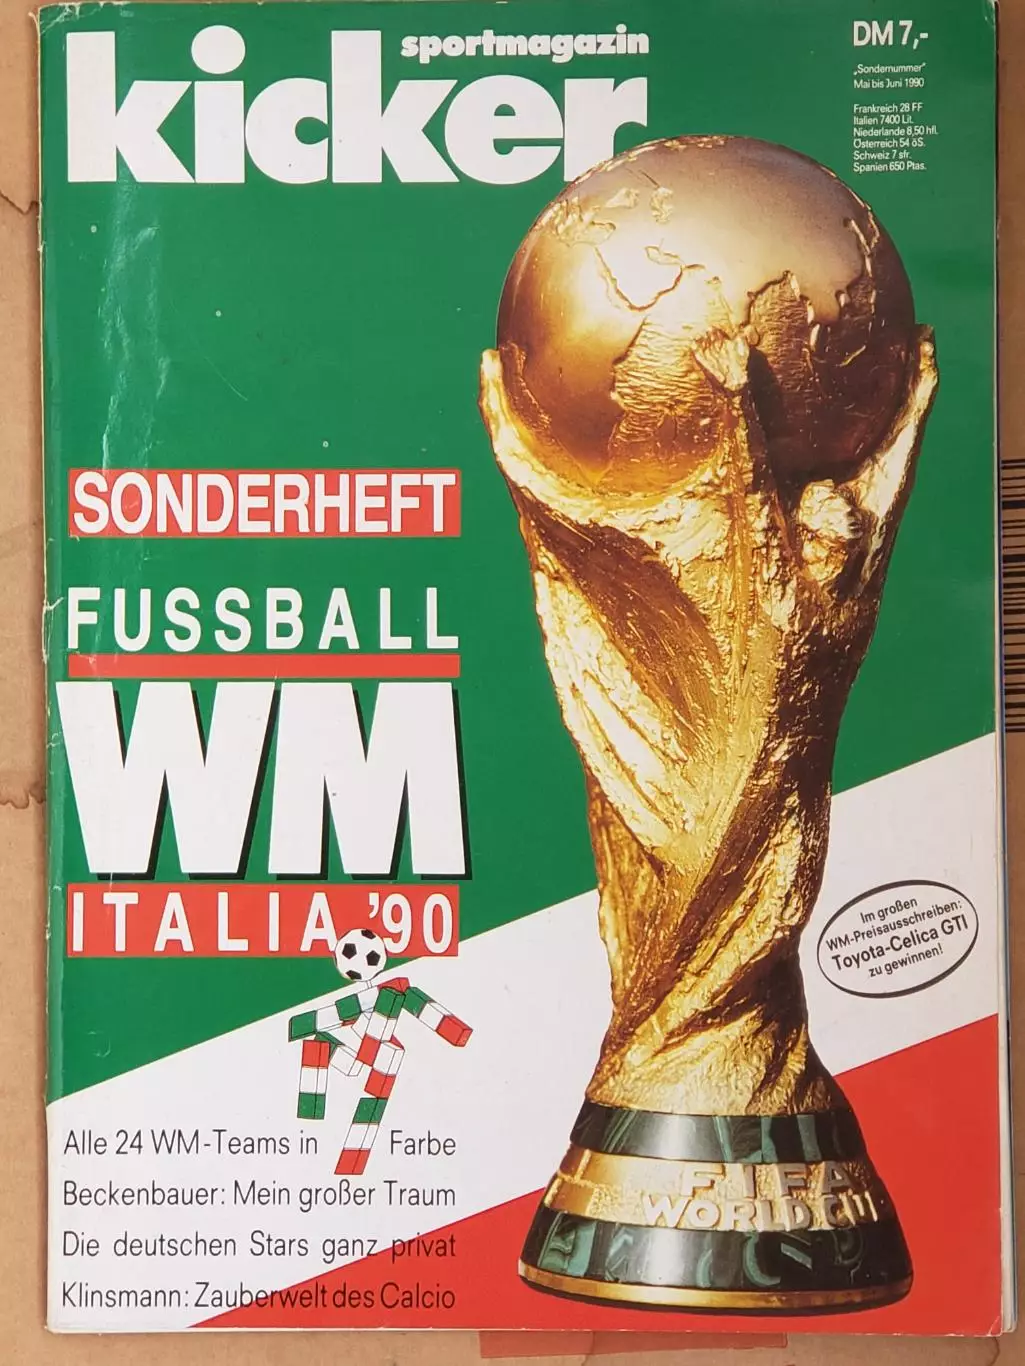 sportmagazin
kicker
DM 7,-
„Sondernummer“
Mai bis Juni 1990
Frankreich 28 FF
Italien 7400 Lit.
Niederlande 8,50 hfl.
Österreich 54 öS.
Schweiz 7 sfr.
Spanien 650 Ptas.
SONDERHEFT
FUSSBALL
WM
ITALIA '90
Im großen
WM-Preisausschreiben:
Toyota-Celica GTI
zu gewinnen!
Alle 24 WM-Teams in Farbe
Beckenbauer: Mein großer Traum
Die deutschen Stars ganz privat
Klinsmann: Zauberwelt des Calcio
FIFA
WORLD CUP